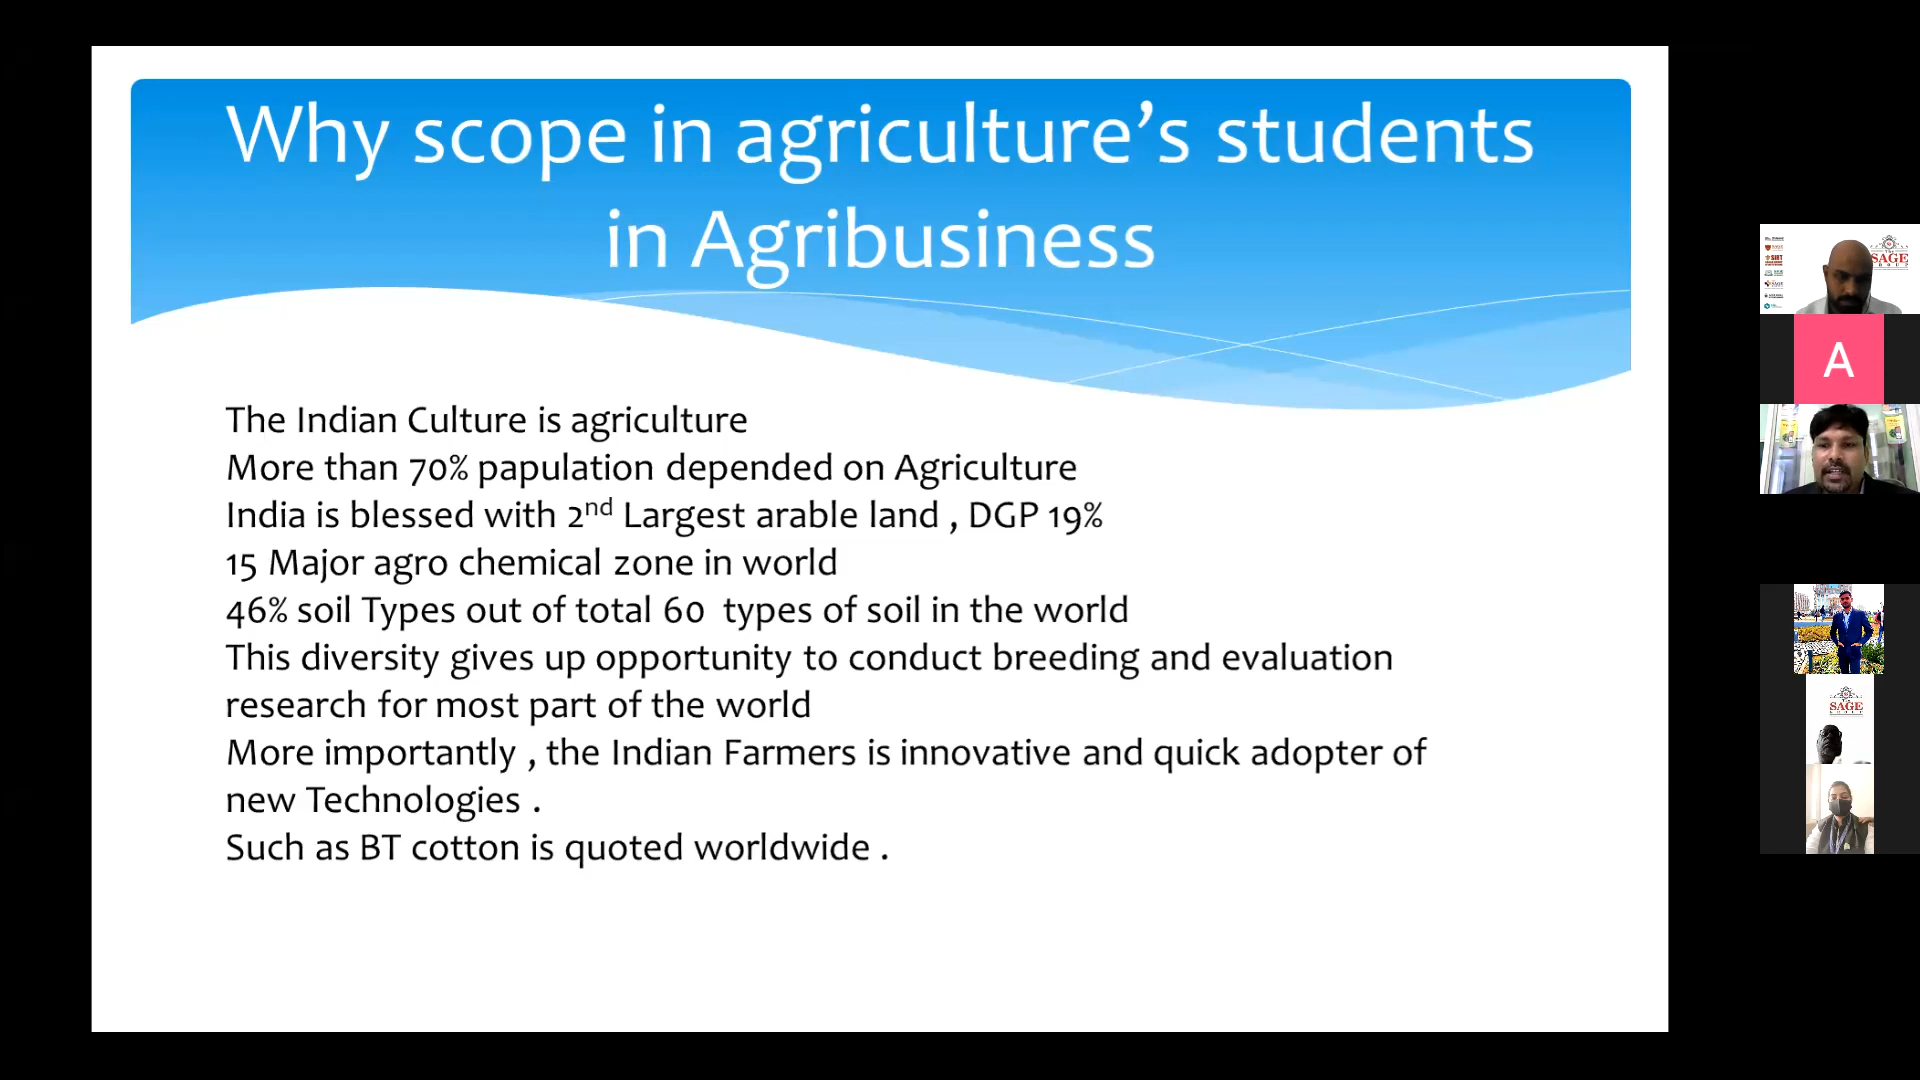 Why scope in agriculture’s students
in Agribusiness
The Indian Culture is agriculture
More than 70% papulation depended on Agriculture
India is blessed with 2nd Largest arable land , DGP 19%
15 Major agro chemical zone in world
46% soil Types out of total 60 types of soil in the world
This diversity gives up opportunity to conduct breeding and evaluation
research for most part of the world
More importantly , the Indian Farmers is innovative and quick adopter of
new Technologies .
Such as BT cotton is quoted worldwide .
SAGE
A
SAGE